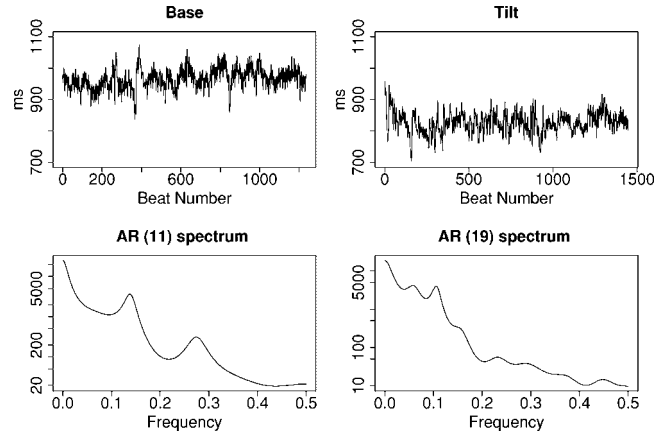 Base
1100
900
700
ms
0 200 600 1000
Beat Number
Tilt
1100
900
700
ms
0 500 1000 1500
Beat Number
AR (11) spectrum
5000
200
20
0.0 0.1 0.2 0.3 0.4 0.5
Frequency
AR (19) spectrum
5000
100
10
0.0 0.1 0.2 0.3 0.4 0.5
Frequency